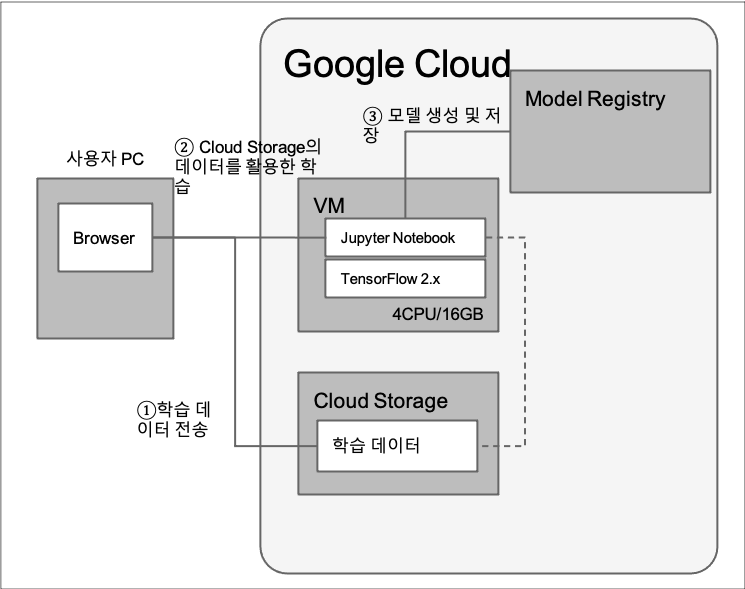 Google Cloud
Model Registry
③ 모델 생성 및 저
장
② Cloud Storage의
데이터를 활용한 학
습
사용자 PC
Browser
VM
Jupyter Notebook
TensorFlow 2.x
4CPU/16GB
①학습 데
이터 전송
Cloud Storage
학습 데이터